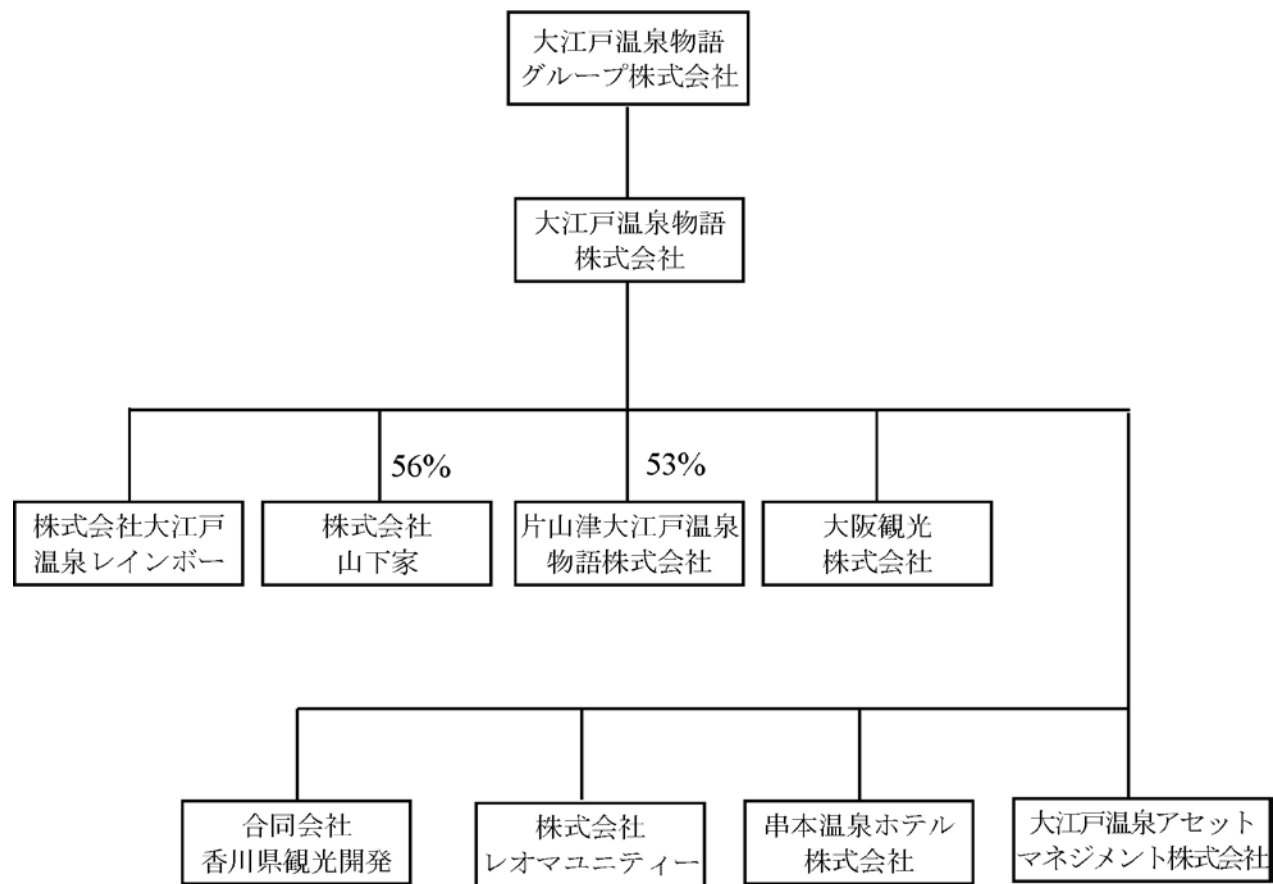 大江戸温泉物語
グループ株式会社
大江戸温泉物語
株式会社
56%
53%
株式会社大江戸
温泉レインボー
株式会社
山下家
片山津大江戸温泉
物語株式会社
大阪観光
株式会社
合同会社
香川県観光開発
株式会社
レオマユニティー
串本温泉ホテル
株式会社
大江戸温泉アセット
マネジメント株式会社